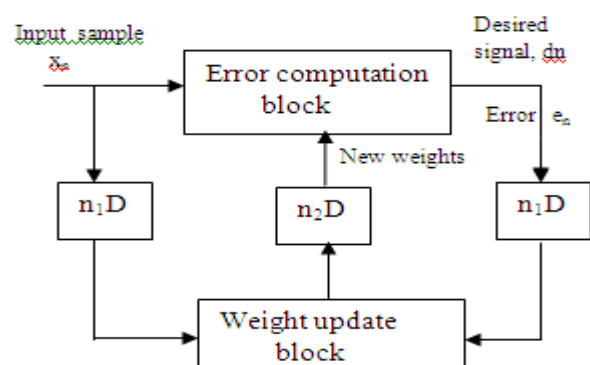 Input sample
xn
Error computation
block
Desired
signal, dn
Error en
New weights
n1D
n2D
n1D
Weight update
block